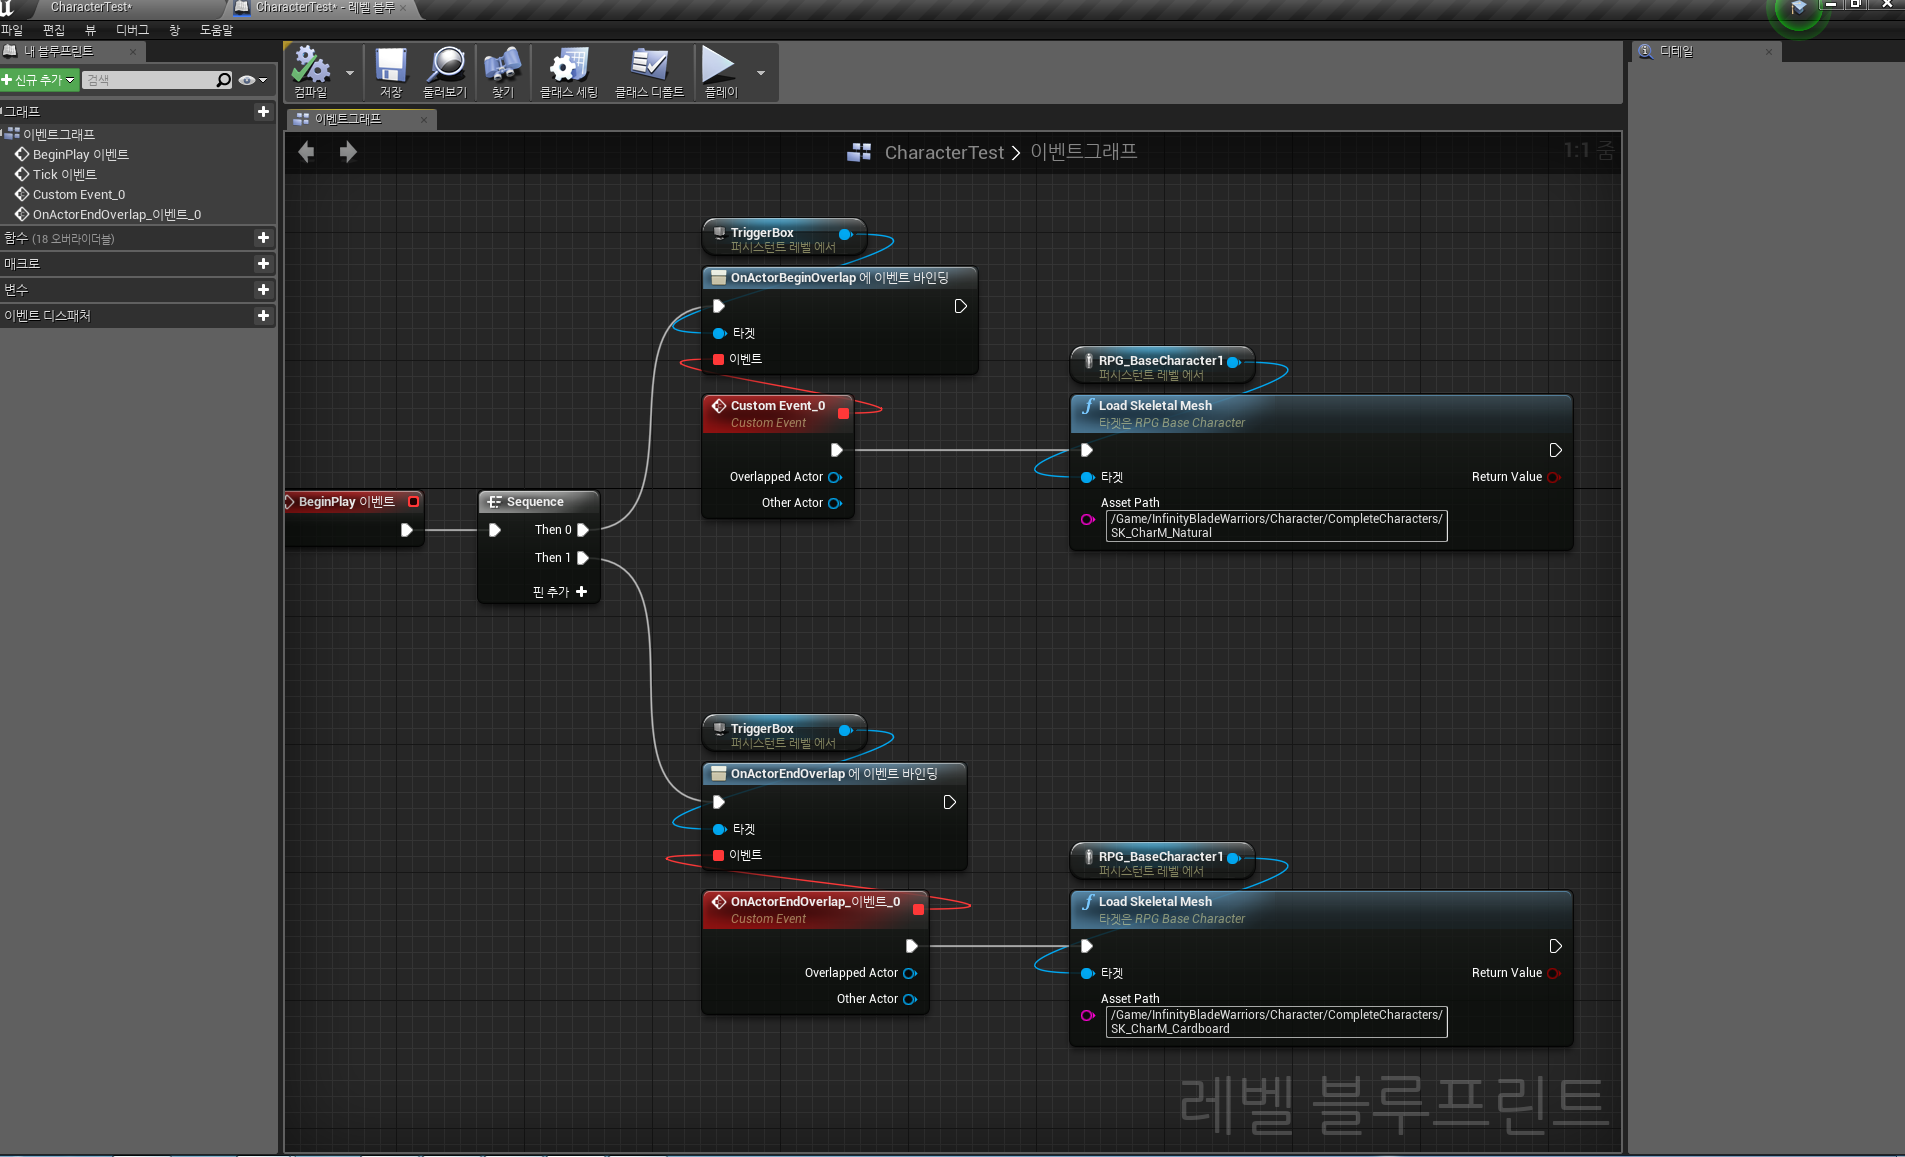 CharacterTest*
CharacterTest* - 레벨 블루
파일 편집 뷰 디버그 창 도움말
내 블루프린트
신규 추가
검색
그래프
이벤트그래프
BeginPlay 이벤트
Tick 이벤트
Custom Event_0
OnActorEndOverlap_이벤트_0
함수 (18 오버라이더블)
매크로
변수
이벤트 디스패처
컴파일
저장
둘러보기
찾기
클래스 세팅
클래스 디폴트
플레이
이벤트그래프
CharacterTest > 이벤트그래프
1:1 줌
TriggerBox
퍼시스턴트 레벨 에서
OnActorBeginOverlap 에 이벤트 바인딩
타겟
이벤트
Custom Event_0
Custom Event
Overlapped Actor
Other Actor
RPG_BaseCharacter1
퍼시스턴트 레벨 에서
Load Skeletal Mesh
타겟은 RPG Base Character
타겟
Return Value
Asset Path
/Game/InfinityBladeWarriors/Character/CompleteCharacters/
SK_CharM_Natural
BeginPlay 이벤트
Sequence
Then 0
Then 1
핀 추가
TriggerBox
퍼시스턴트 레벨 에서
OnActorEndOverlap 에 이벤트 바인딩
타겟
이벤트
OnActorEndOverlap_이벤트_0
Custom Event
Overlapped Actor
Other Actor
RPG_BaseCharacter1
퍼시스턴트 레벨 에서
Load Skeletal Mesh
타겟은 RPG Base Character
타겟
Return Value
Asset Path
/Game/InfinityBladeWarriors/Character/CompleteCharacters/
SK_CharM_Cardboard
레벨 블루프린트
디테일